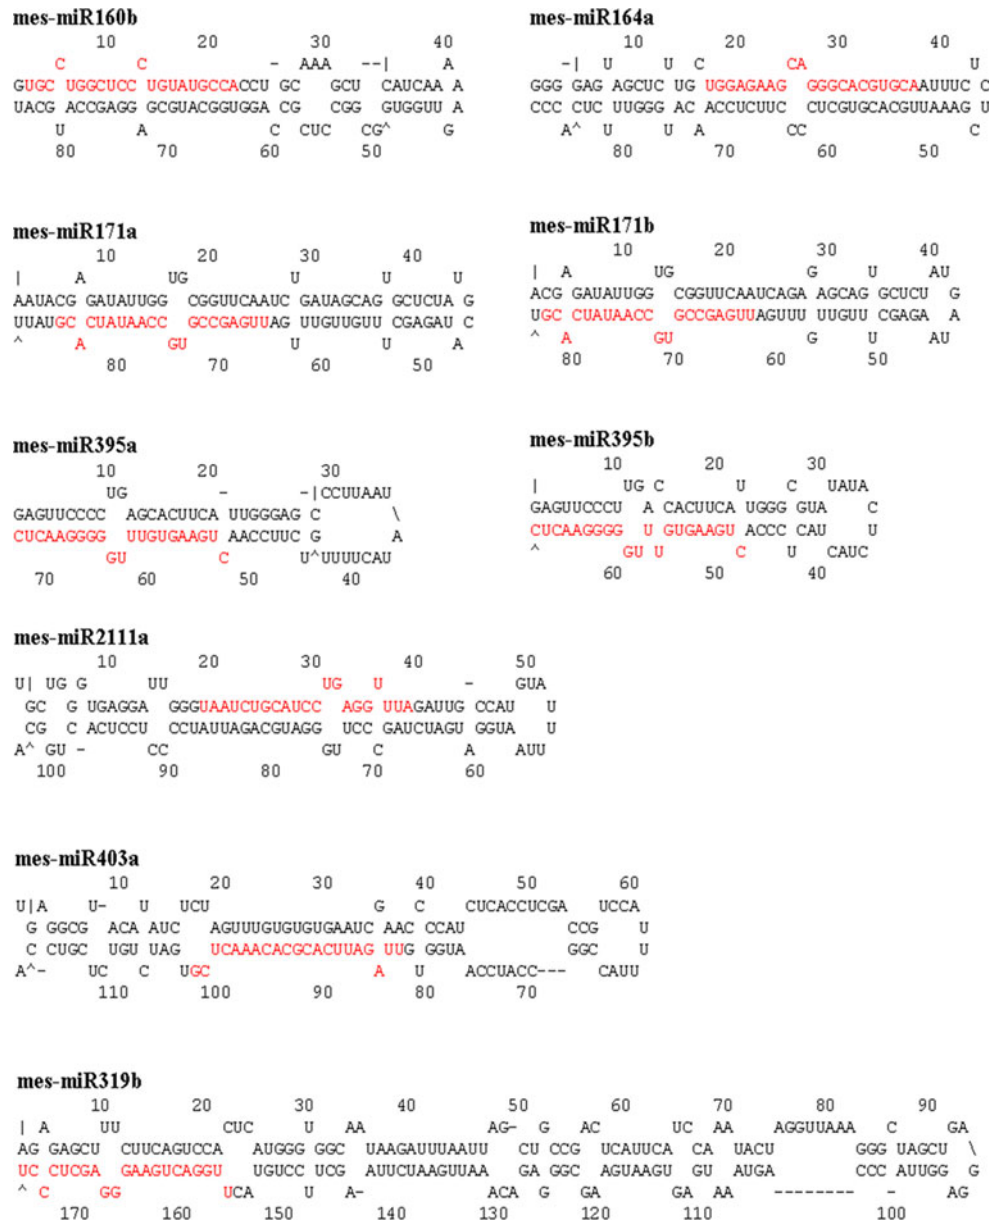 mes-miR160b
10 20 30 40
C C - AAA --| A
GUGC UGGCUCC UGUAUGCCACCUG GC GCU CAUCAA A
UACG ACCGAGG GCGUACGGUGGA CG CGG GUGGUU A
U A C CUC CG^ G
80 70 60 50
mes-miR164a
10 20 30 40
-| U U C CA U
GGG GAG AGCUCUUG UGGAGAAG GGGCACGUGCAAUUUC C
CCC CUC UUGGG AC ACCUCUUC CUCGUGCACGUUAAAG U
A^ U U A CC C
80 70 60 50
mes-miR171a
10 20 30 40
| A UG U U U
AAUACG GAUAUUGG CGGUUCAAUC GAUAGCAG GCUCUA G
UUAUGC CUAUAACC GCCGAGUUAG UUGUUGUU CGAGAU C
^ A GU U U A
80 70 60 50
mes-miR171b
10 20 30 40
| A UG G U AU
ACG GAUAUUGG CGGUUCAAUCAGA AGCAG GCUCU G
UGC CUAUAACC GCCGAGUUAGUUU UUGUU CGAGA A
^ A GU G U AU
80 70 60 50
mes-miR395a
10 20 30
UG - -|CCUUAAU
GAGUUCCCC AGCACUUCA UUGGGAG C \
CUCAAGGGG UUGUGAAGU AACCUUC G A
GU C U^UUUUCAU
70 60 50 40
mes-miR395b
10 20 30
| UG C U C UAUA
GAGUUCCCU A CACUUCA UGGG GUA C
CUCAAGGGG U GUGAAGU ACCC CAU U
^ GU U C U CAUC
60 50 40
mes-miR2111a
10 20 30 40 50
U| UG G UU UG U - GUA
GC G UGAGGA GGGUAAUCUGCAUCC AGG UUAGAUUG CCAU U
CG C ACUCCU CCUAUUAGACGUAGG UCC GAUCUAGU GGUA U
A^ GU - CC GU C A AUU
100 90 80 70 60
mes-miR403a
10 20 30 40 50 60
U|A U- U UCU G C CUCACCUCGA UCCA
G GGCG ACA AUC AGUUUGUGUGUGAAUC AAC CCAU CCG U
C CUGC UGU UAG UCAAACACGCACUUAG UUG GGUA GGC U
A^- UC C UGC A U ACCUACC--- CAUU
110 100 90 80 70
mes-miR319b
10 20 30 40 50 60 70 80 90
| A UU CUC U AA AG- G AC UC AA AGGUUAAA C GA
AG GAGCU CUUCAGUCCA AUGGG GGC UAAGAUUUAAUU CU CCG UCAUUCA CA UACU GGG UAGCU \
UC CUCGA GAAGUCAGGU UGUCC UCG AUUCUAAGUUAA GA GGC AGUAAGU GU AUGA CCC AUUGG G
^ C GG UCA U A- ACA G GA GA AA -------- - AG
170 160 150 140 130 120 110 100